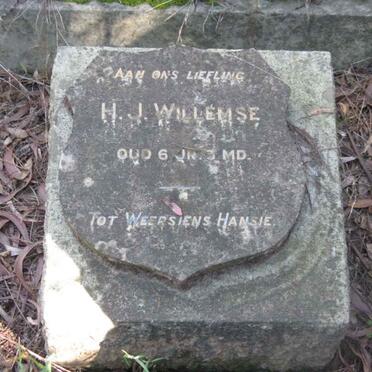 AAN ONS LIEFLING
H. J. WILLEMSE
OUD 6 JR. 3 MD.
TOT WEERSIENS HANSIE.